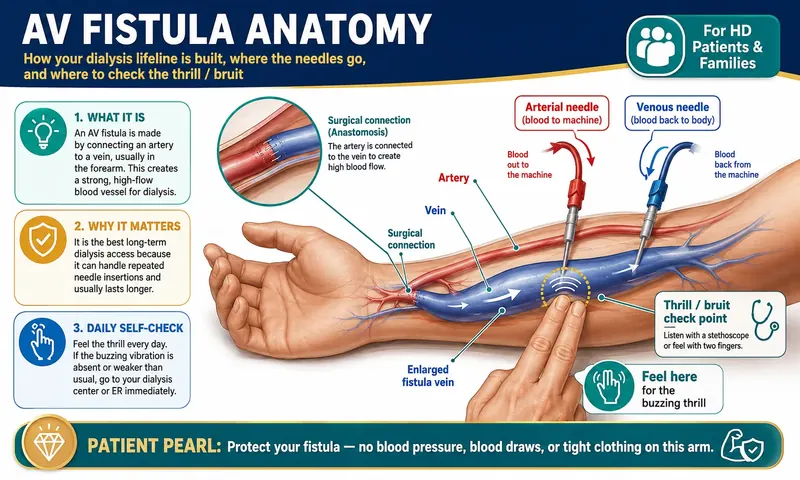 AV FISTULA ANATOMY
How your dialysis lifeline is built, where the needles go,
and where to check the thrill / bruit
For HD
Patients &
Families
1. WHAT IT IS
An AV fistula is made
by connecting an artery
to a vein, usually in
the forearm. This creates
a strong, high-flow
blood vessel for dialysis.
2. WHY IT MATTERS
It is the best long-term
dialysis access because
it can handle repeated
needle insertions and
usually lasts longer.
3. DAILY SELF-CHECK
Feel the thrill every day.
If the buzzing vibration is
absent or weaker than
usual, go to your dialysis
center or ER immediately.
Surgical connection
(Anastomosis)
The artery is connected
to the vein to create
high blood flow.
Arterial needle
(blood to machine)
Venous needle
(blood back to body)
Blood
out to
the machine
Blood
back from
the machine
Artery
Vein
Surgical
connection
Enlarged
fistula vein
Thrill / bruit
check point
Listen with a stethoscope
or feel with two fingers.
Feel here
for the
buzzing thrill
PATIENT PEARL: Protect your fistula — no blood pressure, blood draws, or tight clothing on this arm.